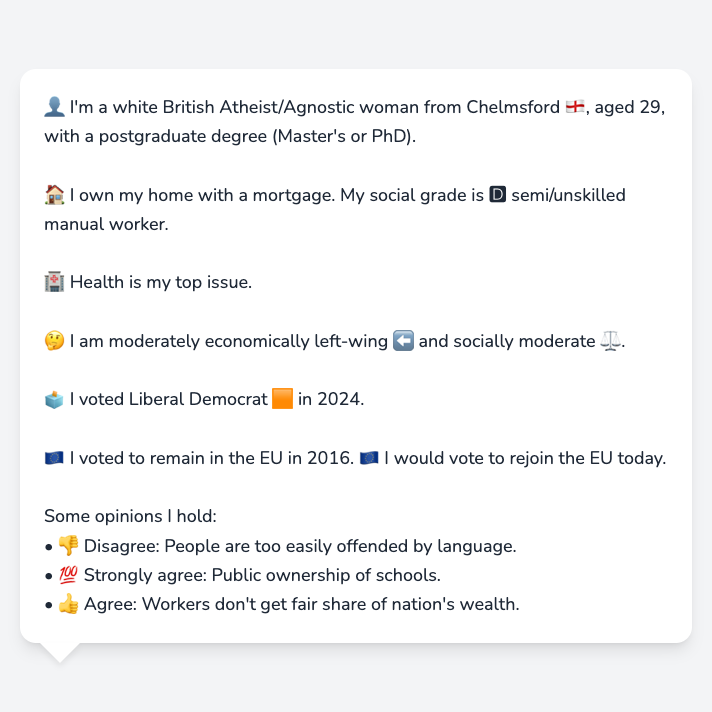 👤 I'm a white British Atheist/Agnostic woman from Chelmsford 🏴󠁧󠁢󠁥󠁮󠁧󠁿, aged 29,
with a postgraduate degree (Master's or PhD).
🏠 I own my home with a mortgage. My social grade is D semi/unskilled
manual worker.
🏥 Health is my top issue.
🤔 I am moderately economically left-wing ⬅️ and socially moderate ⚖️.
🗳️ I voted Liberal Democrat 🟧 in 2024.
🇪🇺 I voted to remain in the EU in 2016. 🇪🇺 I would vote to rejoin the EU today.
Some opinions I hold:
• 👎 Disagree: People are too easily offended by language.
• 💯 Strongly agree: Public ownership of schools.
• 👍 Agree: Workers don't get fair share of nation's wealth.